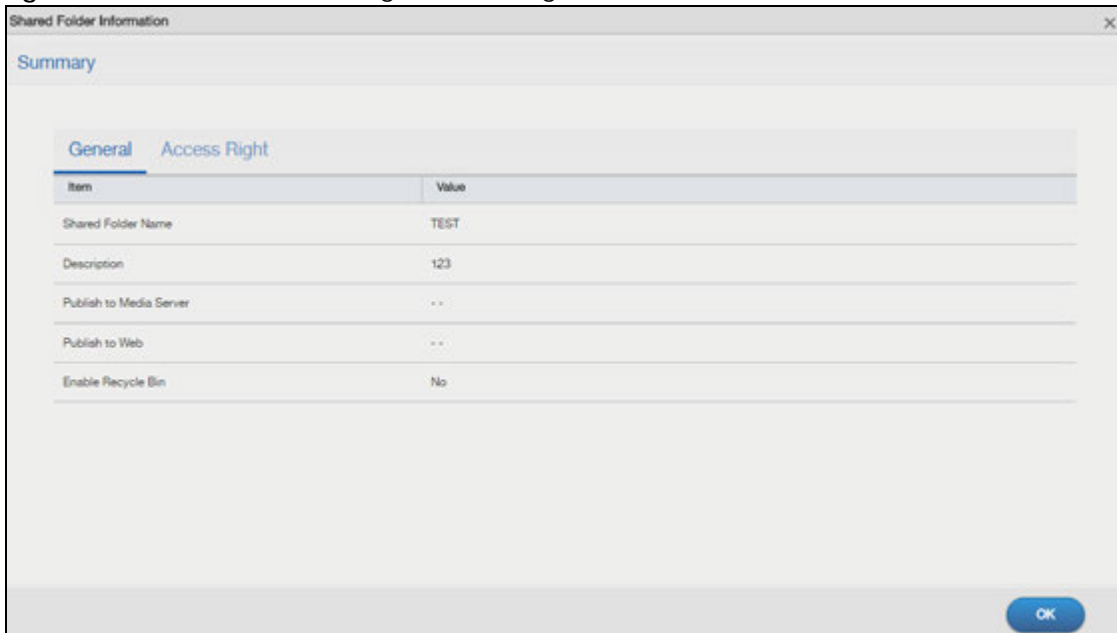 Shared Folder Information
Summary
General Access Right
Item Value
Shared Folder Name TEST
Description 123
Publish to Media Server - -
Publish to Web - -
Enable Recycle Bin No
OK